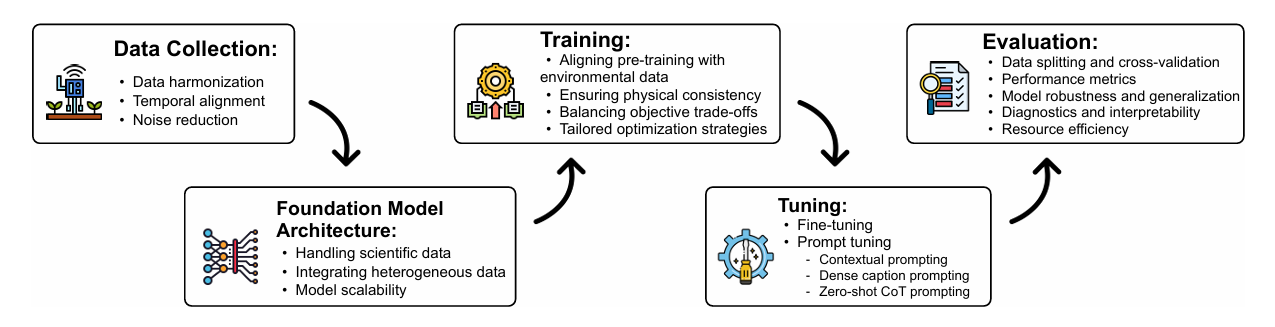 Data Collection:
• Data harmonization
• Temporal alignment
• Noise reduction
Foundation Model
Architecture:
• Handling scientific data
• Integrating heterogeneous data
• Model scalability
Training:
• Aligning pre-training with
environmental data
• Ensuring physical consistency
• Balancing objective trade-offs
• Tailored optimization strategies
Tuning:
• Fine-tuning
• Prompt tuning
- Contextual prompting
- Dense caption prompting
- Zero-shot CoT prompting
Evaluation:
• Data splitting and cross-validation
• Performance metrics
• Model robustness and generalization
• Diagnostics and interpretability
• Resource efficiency